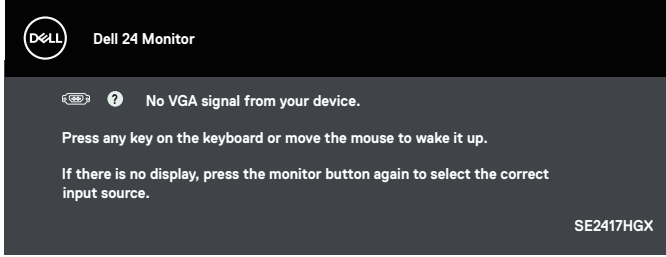 DELL
Dell 24 Monitor
? No VGA signal from your device.
Press any key on the keyboard or move the mouse to wake it up.
If there is no display, press the monitor button again to select the correct
input source.
SE2417HGX